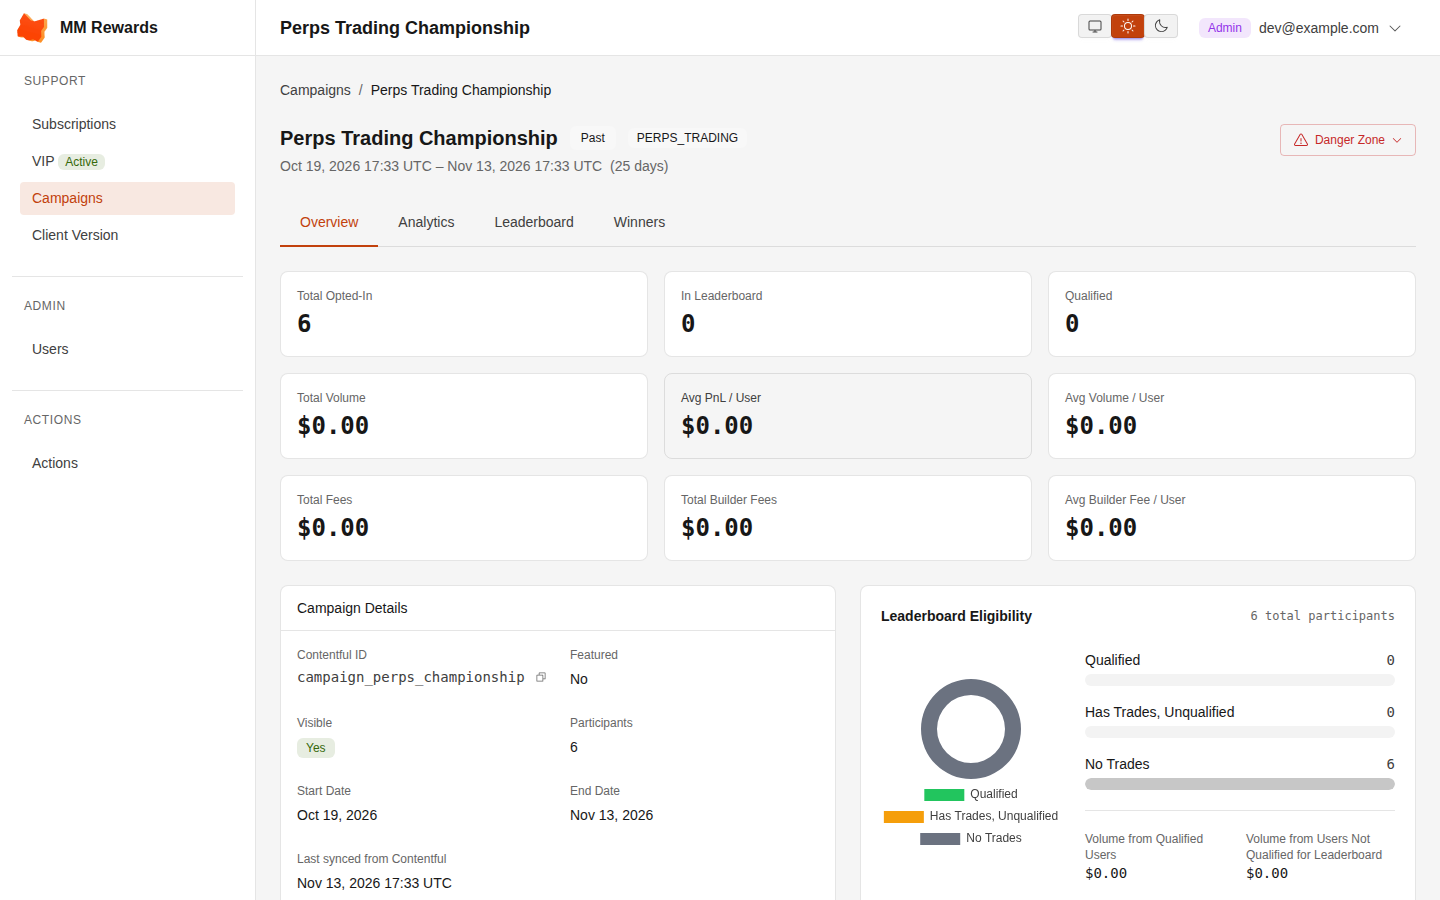 MM Rewards
Perps Trading Championship
Admin
dev@example.com
SUPPORT
Subscriptions
VIP Active
Campaigns
Client Version
ADMIN
Users
ACTIONS
Actions
Campaigns / Perps Trading Championship
Perps Trading Championship Past PERPS_TRADING
Oct 19, 2026 17:33 UTC – Nov 13, 2026 17:33 UTC (25 days)
Danger Zone
Overview Analytics Leaderboard Winners
Total Opted-In
6
In Leaderboard
0
Qualified
0
Total Volume
$0.00
Avg PnL / User
$0.00
Avg Volume / User
$0.00
Total Fees
$0.00
Total Builder Fees
$0.00
Avg Builder Fee / User
$0.00
Campaign Details
Contentful ID
campaign_perps_championship
Featured
No
Visible
Yes
Participants
6
Start Date
Oct 19, 2026
End Date
Nov 13, 2026
Last synced from Contentful
Nov 13, 2026 17:33 UTC
Leaderboard Eligibility
6 total participants
Qualified
Has Trades, Unqualified
No Trades
Qualified 0
Has Trades, Unqualified 0
No Trades 6
Volume from Qualified
Users
$0.00
Volume from Users Not
Qualified for Leaderboard
$0.00